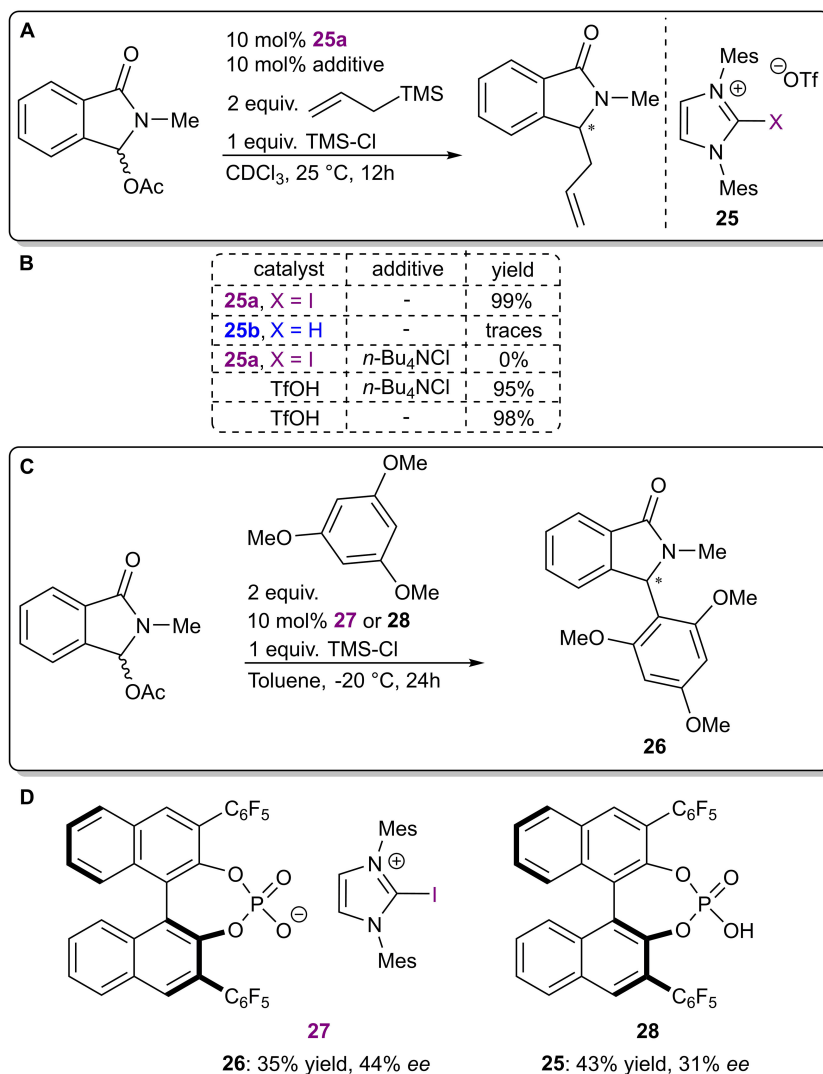 A
10 mol% 25a
10 mol% additive
2 equiv. TMS
1 equiv. TMS-Cl
CDCl3, 25 °C, 12h
O
N Me
OAc
O
N Me
*
Mes
N
+
−OTf
X
N
Mes
25
B
catalyst additive yield
25a, X = I - 99%
25b, X = H - traces
25a, X = I n-Bu4NCl 0%
TfOH n-Bu4NCl 95%
TfOH - 98%
C
OMe
MeO
OMe
2 equiv.
10 mol% 27 or 28
1 equiv. TMS-Cl
Toluene, -20 °C, 24h
O
N Me
OAc
O
N Me
*
OMe
MeO
OMe
26
D
C6F5
O
O
P
O−
O
C6F5
Mes
N
+
I
N
Mes
27
26: 35% yield, 44% ee
C6F5
O
O
P
OH
O
C6F5
28
25: 43% yield, 31% ee